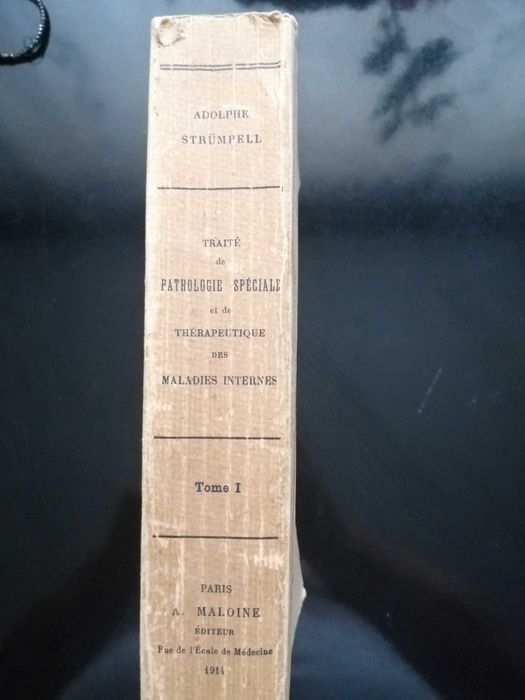 ADOLPHE
STRÜMPELL
TRAITÉ
de
PATHOLOGIE SPÉCIALE
et de
THÉRAPEUTIQUE
DES
MALADIES INTERNES
Tome I
PARIS
A. MALOINE
ÉDITEUR
Rue de l'École de Médecine
1914